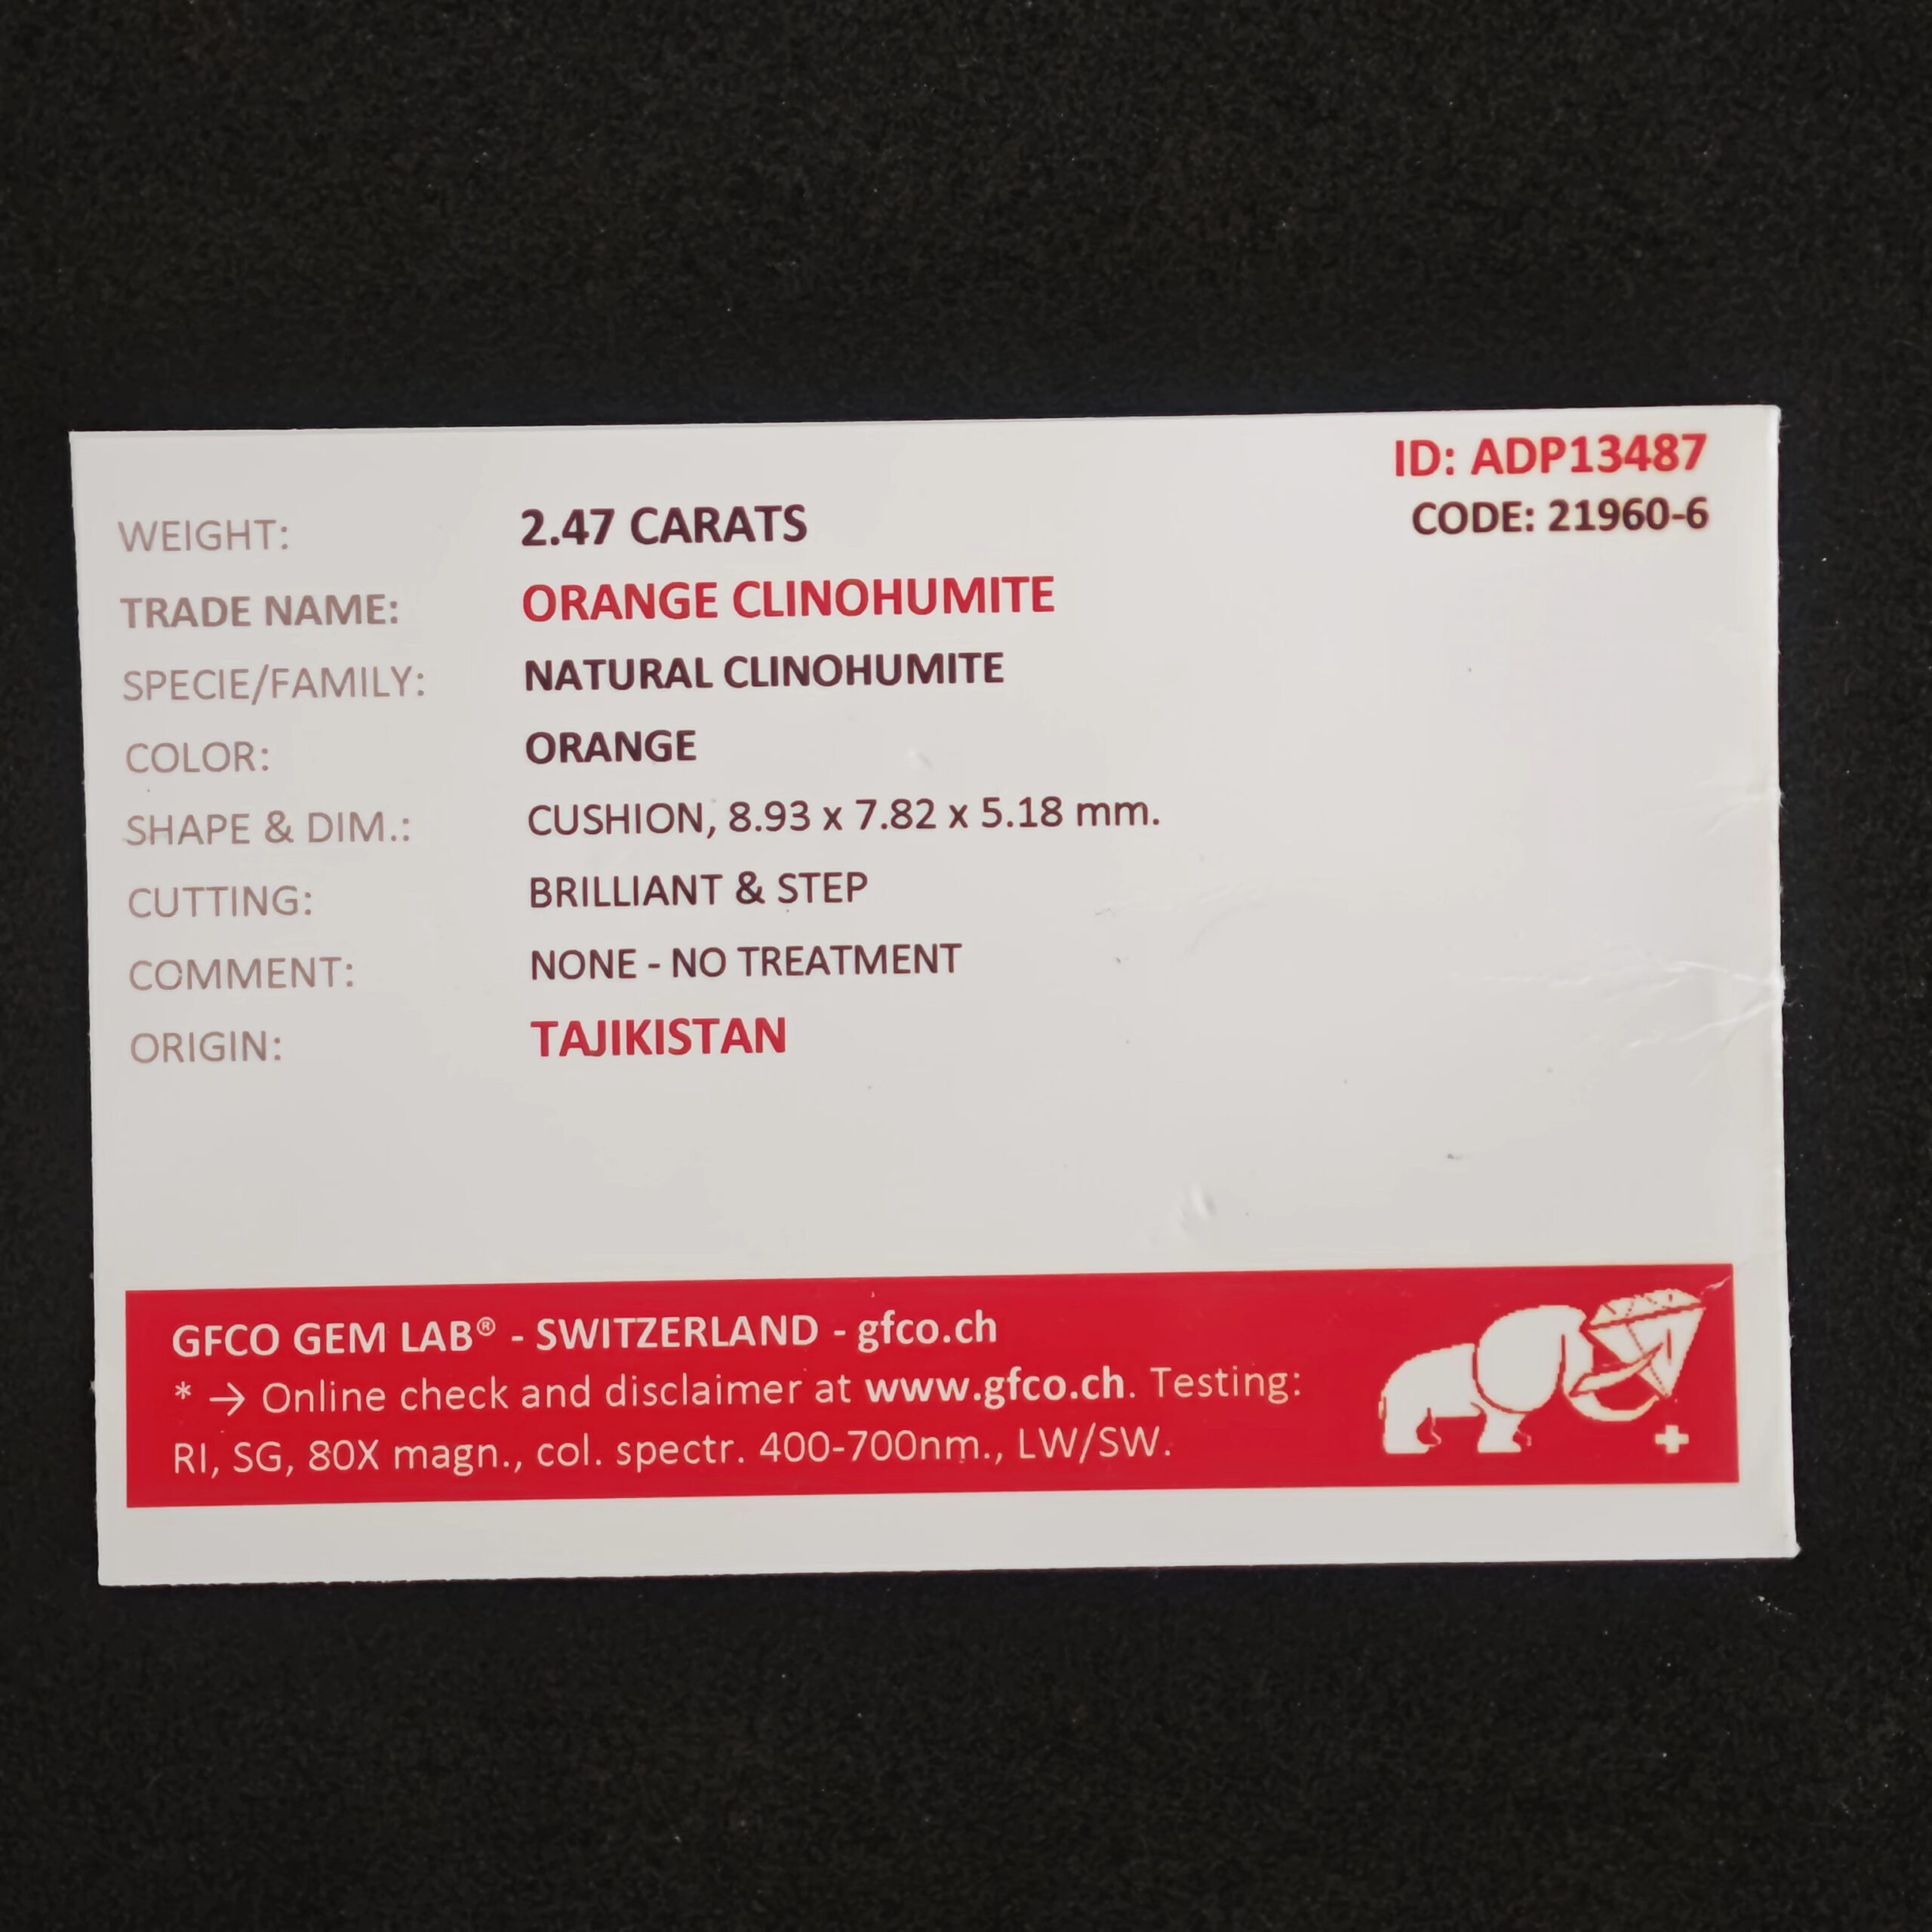 ID: ADP13487
CODE: 21960-6
WEIGHT: 2.47 CARATS
TRADE NAME: ORANGE CLINOHUMITE
SPECIE/FAMILY: NATURAL CLINOHUMITE
COLOR: ORANGE
SHAPE & DIM.: CUSHION, 8.93 x 7.82 x 5.18 mm.
CUTTING: BRILLIANT & STEP
COMMENT: NONE - NO TREATMENT
ORIGIN: TAJIKISTAN
GFCO GEM LAB® - SWITZERLAND - gfco.ch
* → Online check and disclaimer at www.gfco.ch. Testing:
RI, SG, 80X magn., col. spectr. 400-700nm., LW/SW.